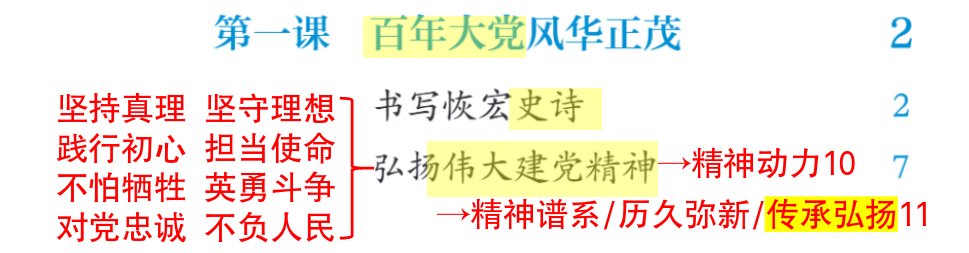 第一课 百年大党风华正茂 2
坚持真理 坚守理想 书写恢宏史诗 2
践行初心 担当使命
不怕牺牲 英勇斗争 弘扬伟大建党精神→精神动力10 7
对党忠诚 不负人民 →精神谱系/历久弥新/传承弘扬11